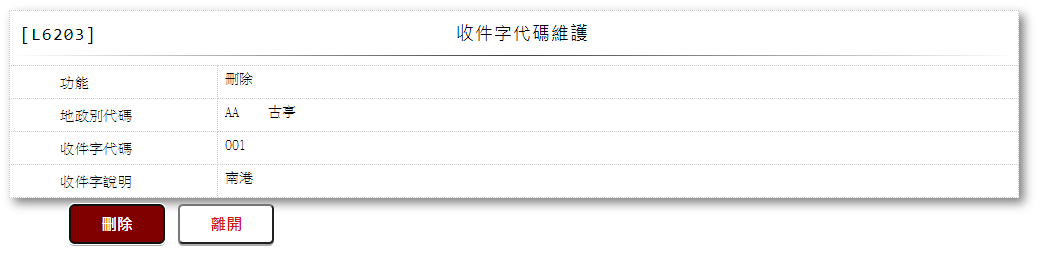 [L6203] 收件字代碼維護
功能 刪除
地政別代碼 AA 古亭
收件字代碼 001
收件字說明 南港
刪除 離開